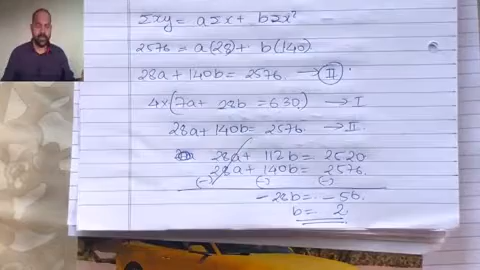 Σxy = aΣx + bΣx²
2576 = a(28) + b(140)
28a + 140b = 2576 → II
4×(7a + 28b = 630) → I
28a + 140b = 2576 → II.
28a + 112b = 2520
28a + 140b = 2576.
(-) (-) (-)
- 28b = - 56.
b = 2